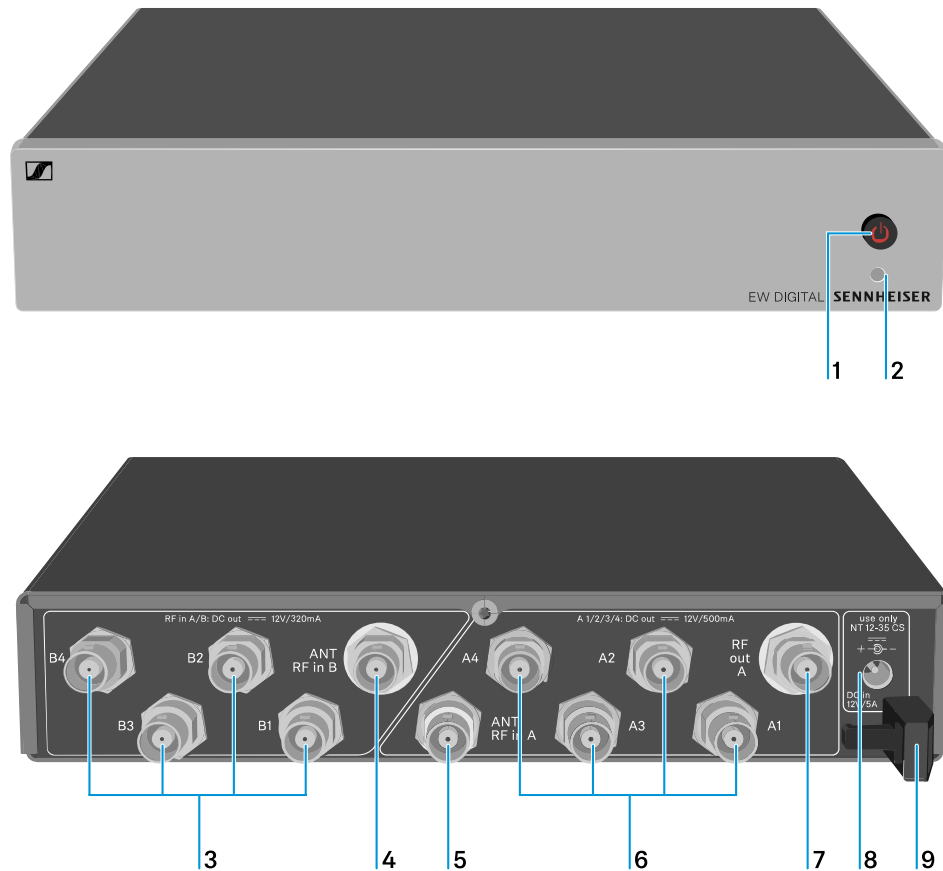 EW DIGITAL SENNHEISER
1
2
RF in A/B: DC out 12V/320mA
A 1/2/3/4: DC out 12V/500mA
use only
NT 12-35 CS
+ -
B4
B2
ANT
RF in B
A4
A2
RF
out
A
DC in
12V/5A
B3
B1
ANT
RF in A
A3
A1
3
4
5
6
7
8
9